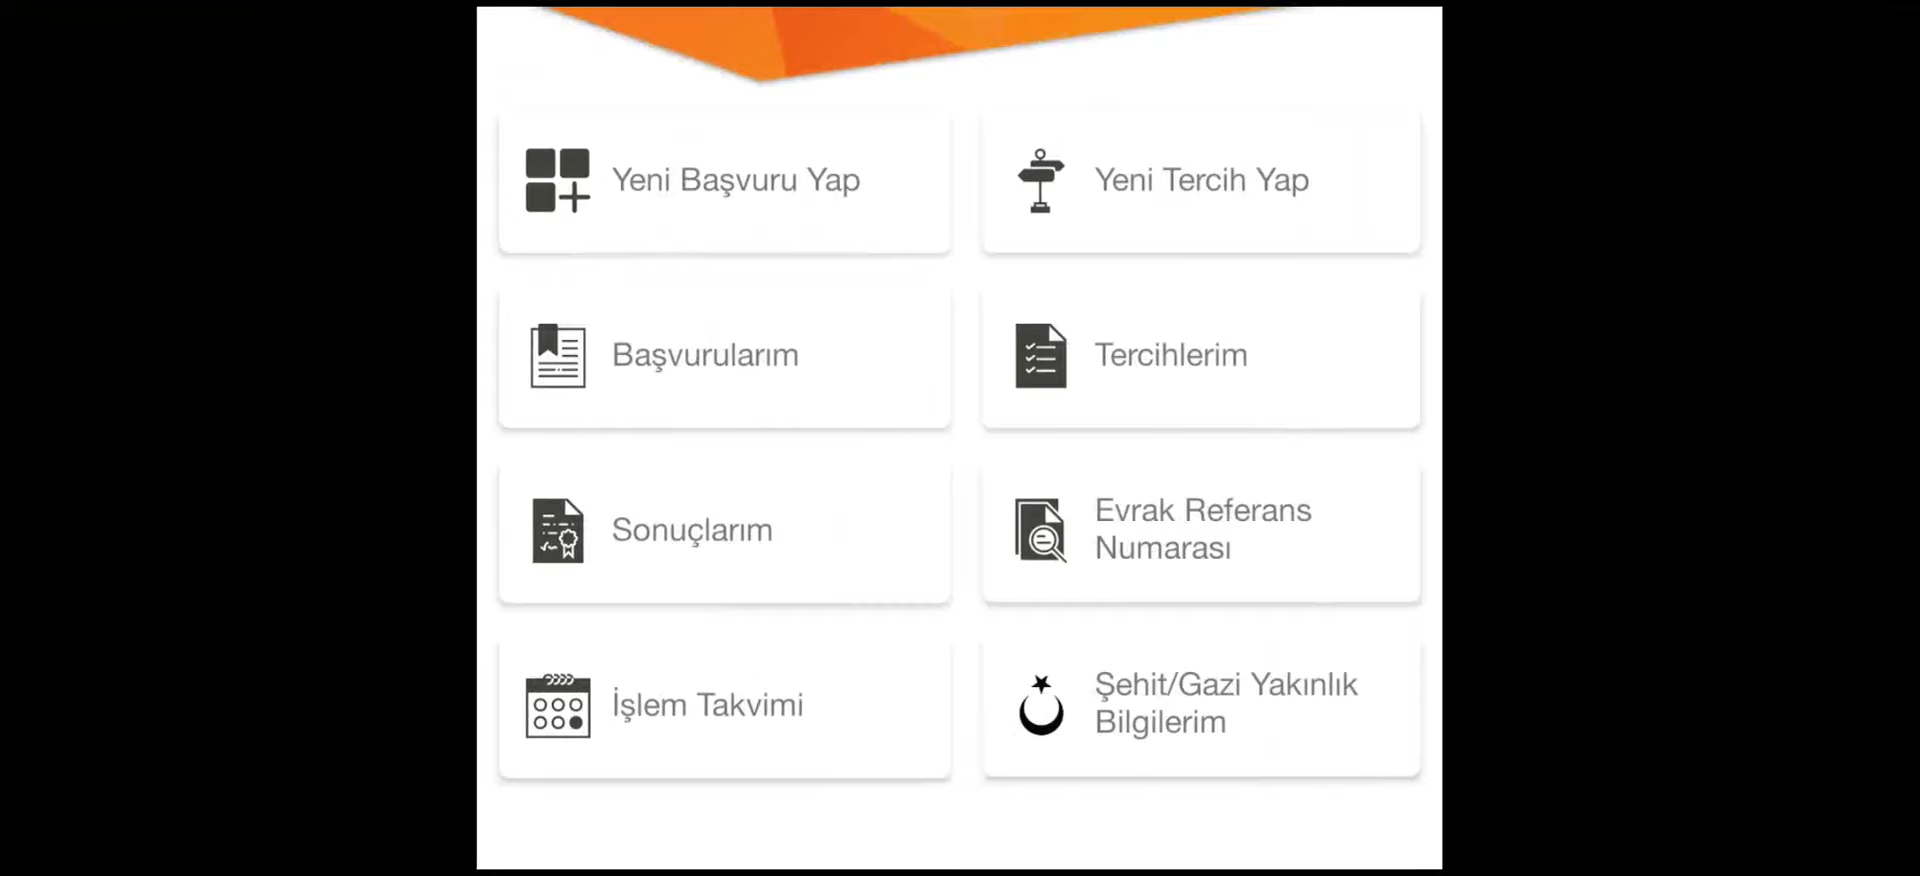 Yeni Başvuru Yap
Yeni Tercih Yap
Başvurularım
Tercihlerim
Sonuçlarım
Evrak Referans
Numarası
İşlem Takvimi
Şehit/Gazi Yakınlık
Bilgilerim